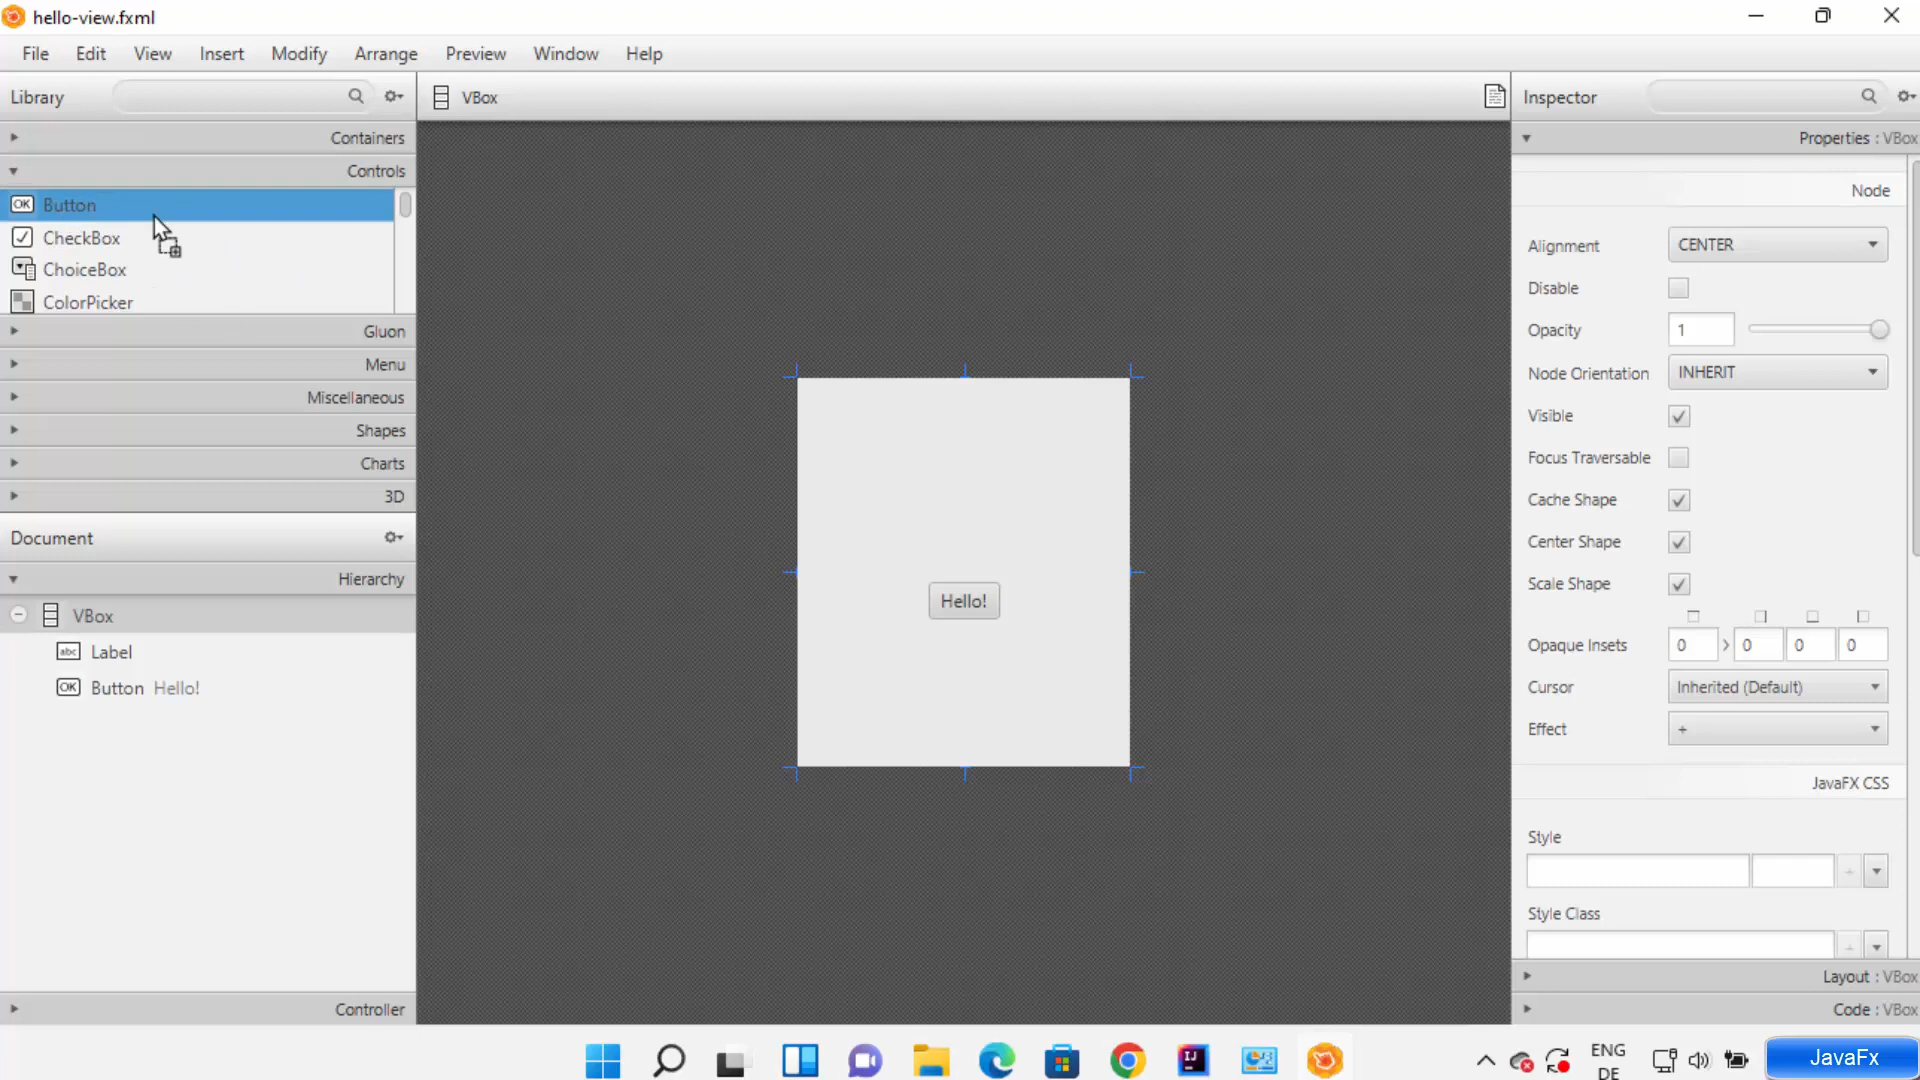 hello-view.fxml
File Edit View Insert Modify Arrange Preview Window Help
Library
VBox
Inspector
Containers
Controls
OK Button
CheckBox
ChoiceBox
ColorPicker
Gluon
Menu
Miscellaneous
Shapes
Charts
3D
Document
Hierarchy
VBox
abc Label
OK Button Hello!
Controller
Hello!
Properties : VBox
Node
Alignment CENTER
Disable
Opacity 1
Node Orientation INHERIT
Visible
Focus Traversable
Cache Shape
Center Shape
Scale Shape
Opaque Insets 0 > 0 0 0
Cursor Inherited (Default)
Effect +
JavaFX CSS
Style
+
Style Class
+
Layout : VBox
Code : VBox
IJ
ENG
DE
JavaFx